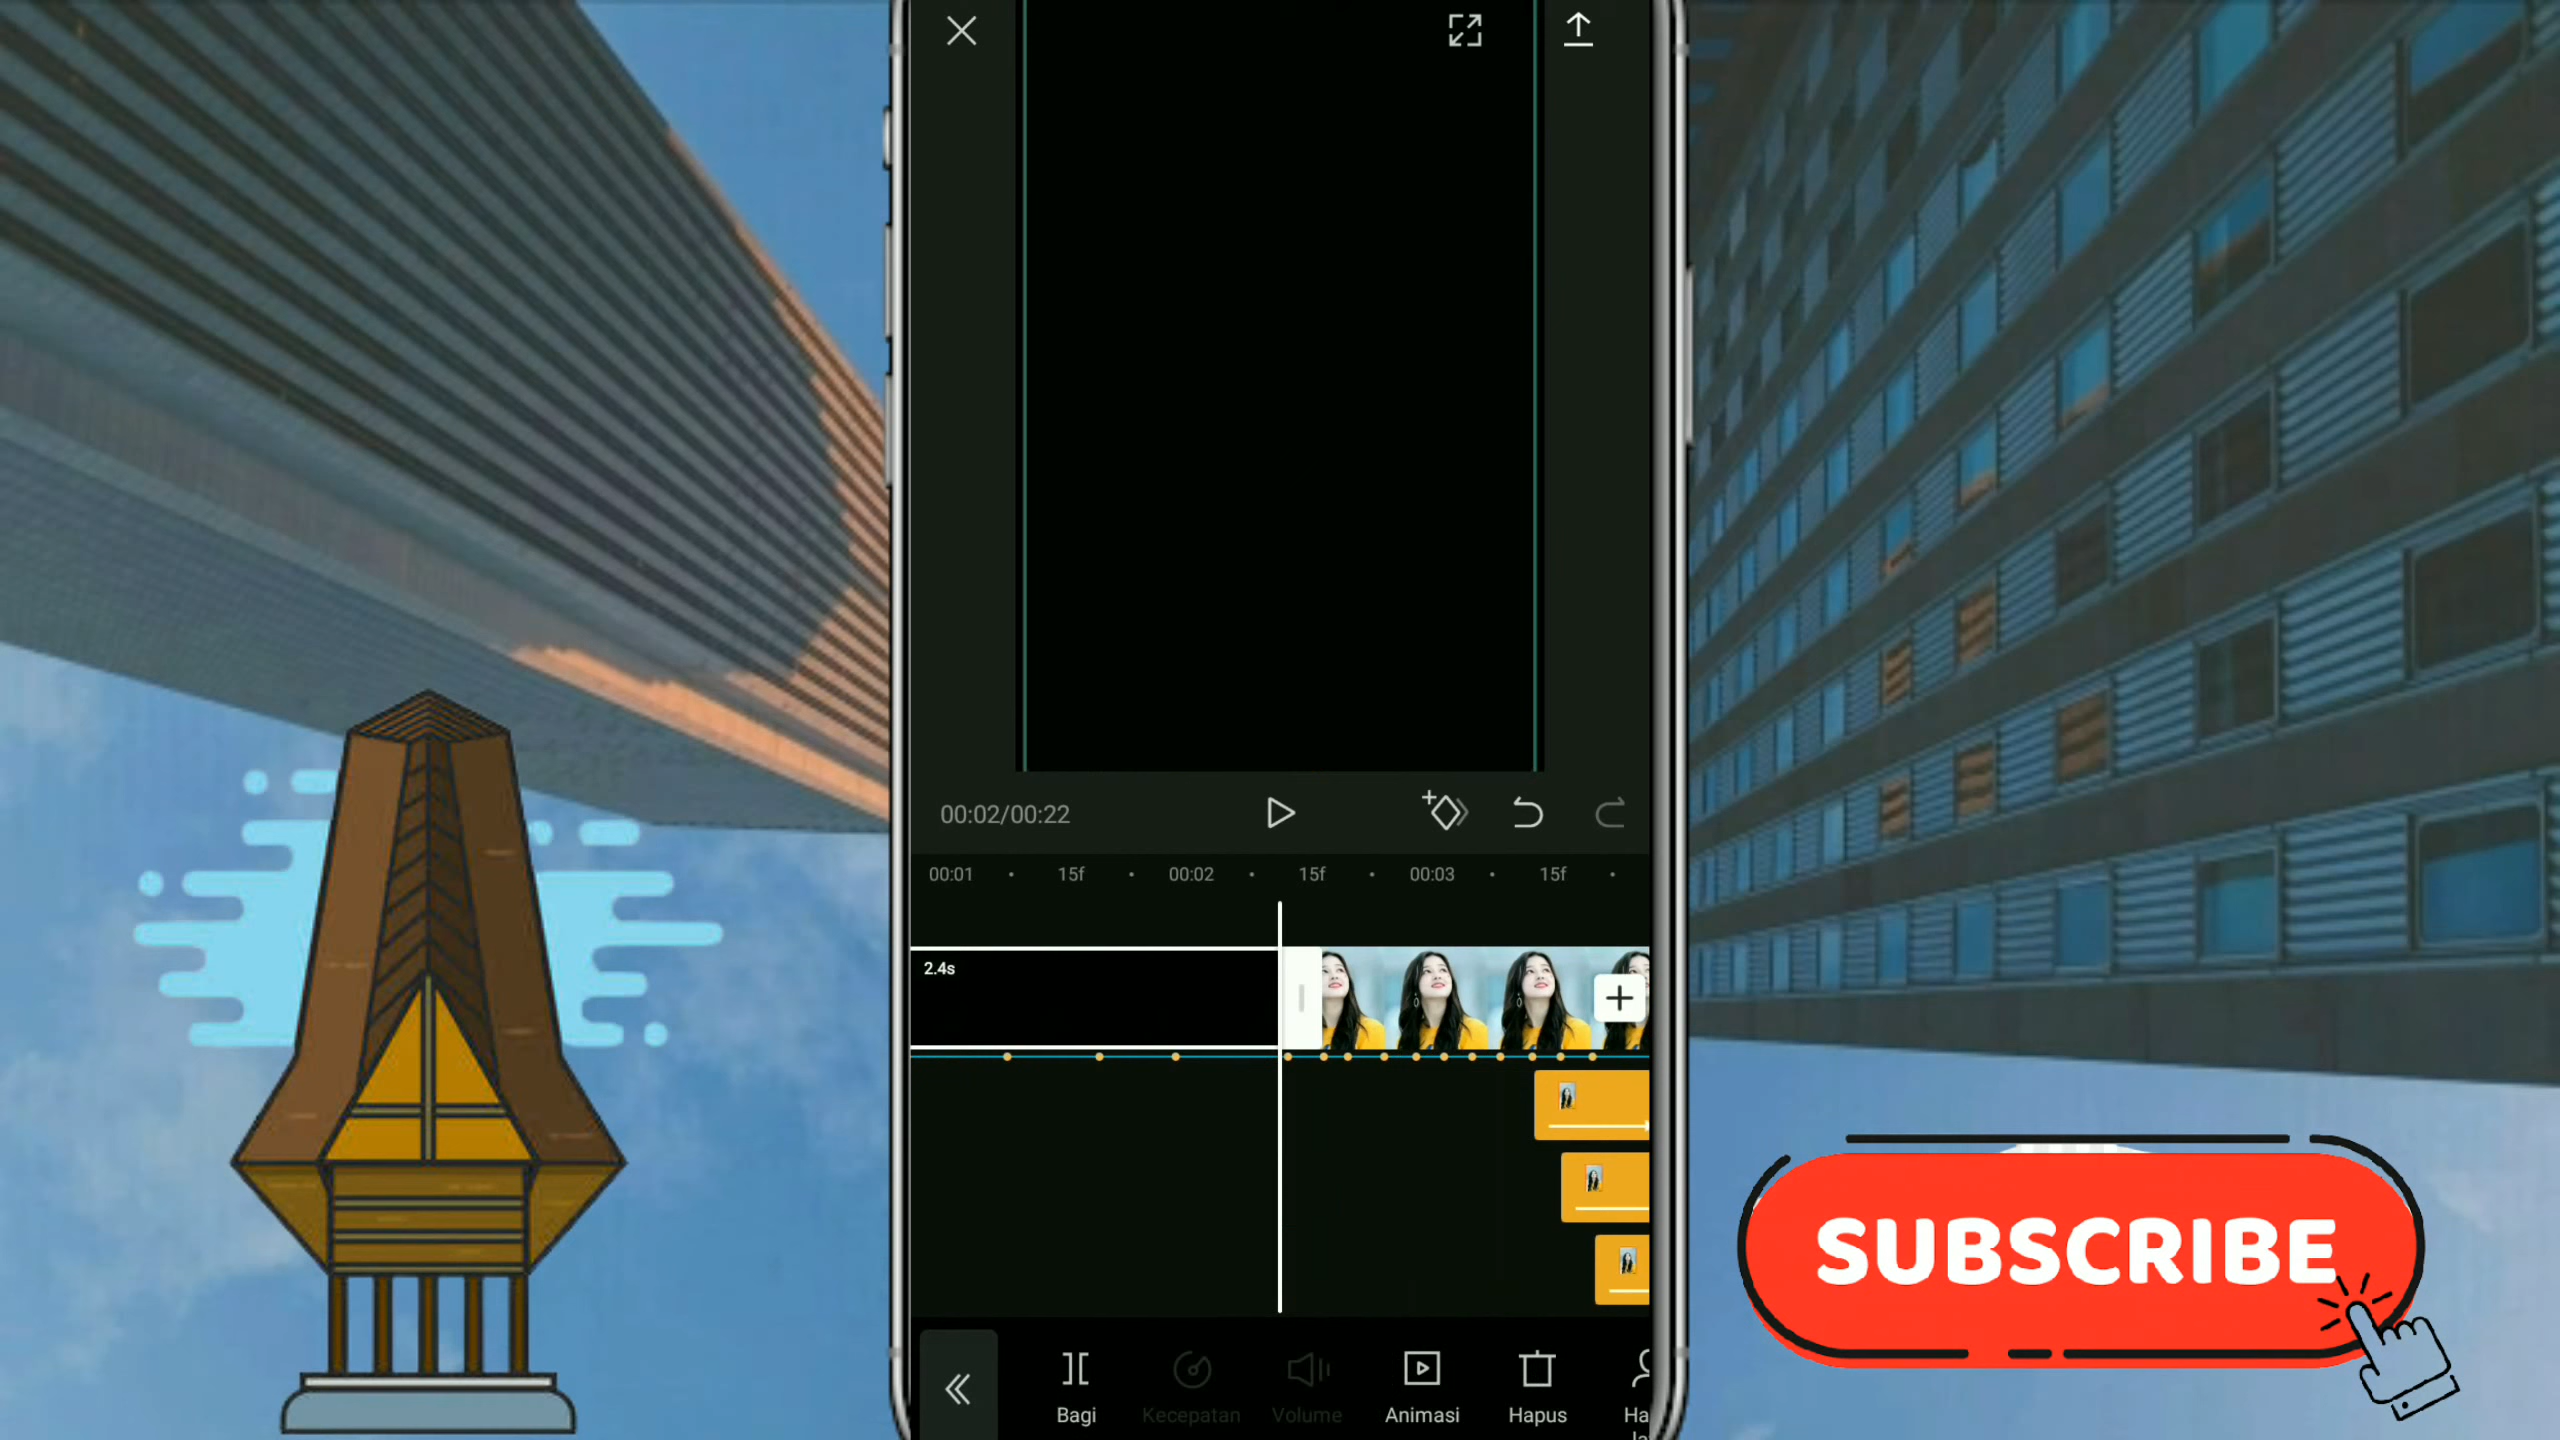 00:02/00:22
00:01 15f 00:02 15f 00:03 15f
2.4s
SUBSCRIBE
Bagi Kecepatan Volume Animasi Hapus